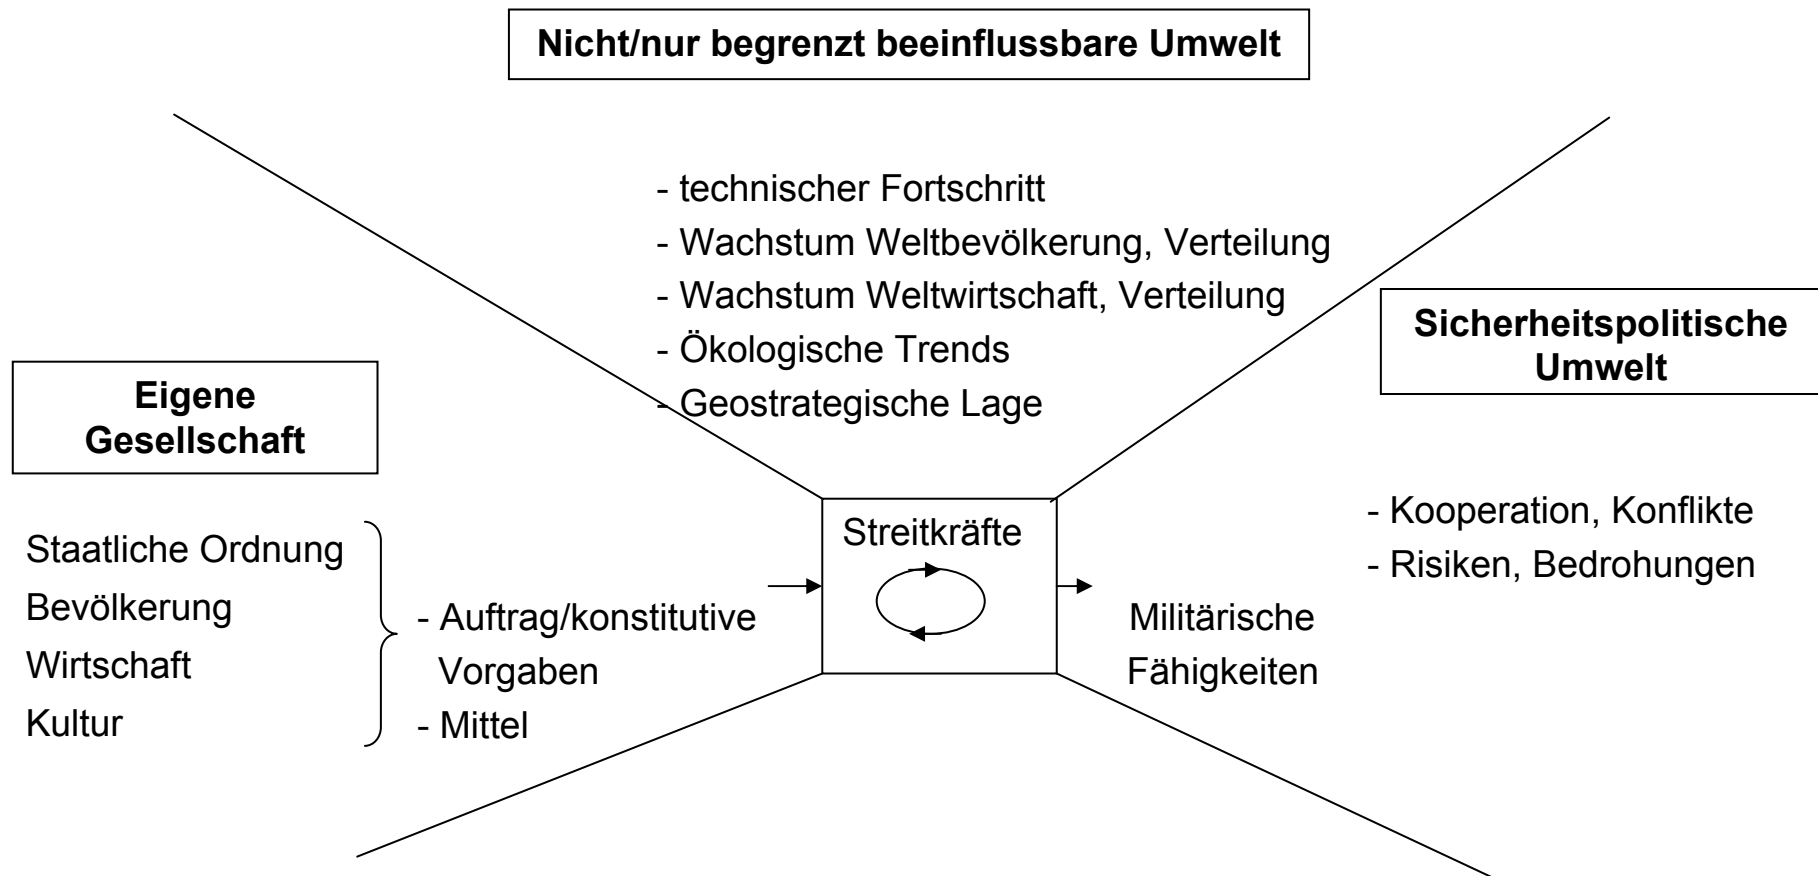 Nicht/nur begrenzt beeinflussbare Umwelt
- technischer Fortschritt
- Wachstum Weltbevölkerung, Verteilung
- Wachstum Weltwirtschaft, Verteilung
- Ökologische Trends
- Geostrategische Lage
Eigene
Gesellschaft
Staatliche Ordnung
Bevölkerung
Wirtschaft
Kultur
- Auftrag/konstitutive
Vorgaben
- Mittel
Streitkräfte
Militärische
Fähigkeiten
Sicherheitspolitische
Umwelt
- Kooperation, Konflikte
- Risiken, Bedrohungen